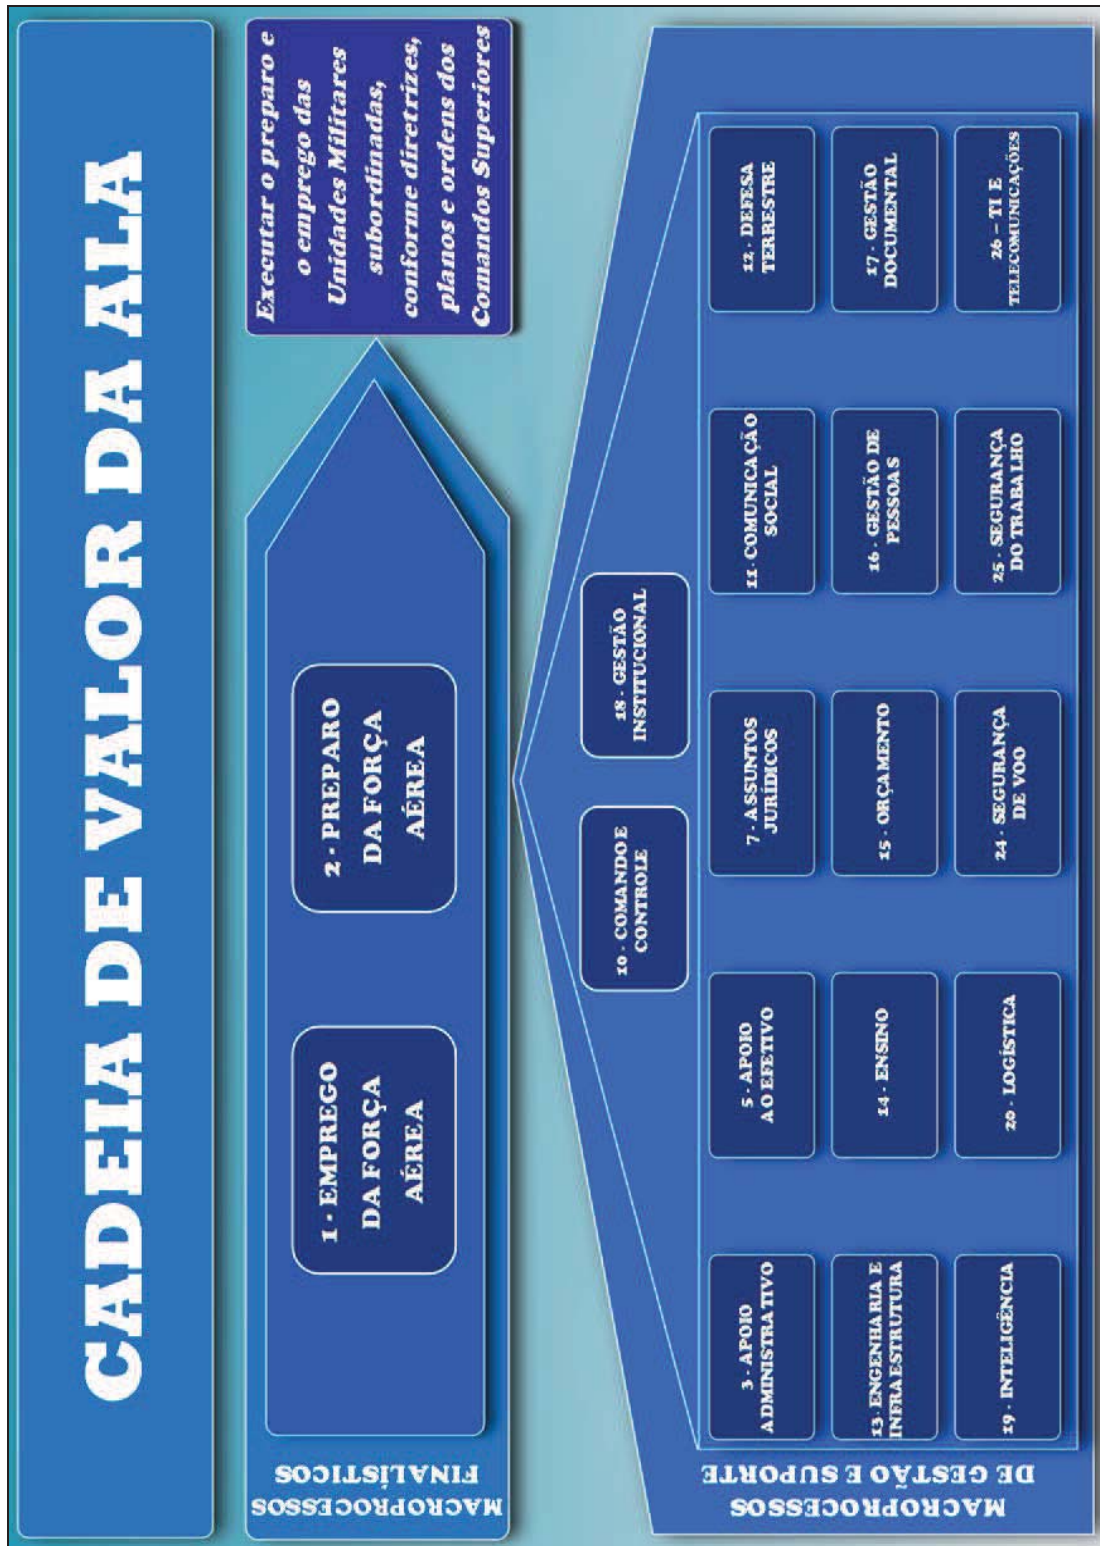 CADEIA DE VALOR DA ALA
MACROPROCESSOS
FINALÍSTICOS
1 - EMPREGO
DA FORÇA
AÉREA
2 - PREPARO
DA FORÇA
AÉREA
Executar o preparo e
o emprego das
Unidades Militares
subordinadas,
conforme diretrizes,
planos e ordens dos
Comandos Superiores
MACROPROCESSOS
DE GESTÃO E SUPORTE
10 - COMANDO E
CONTROLE
18 - GESTÃO
INSTITUCIONAL
3 - APOIO
ADMINISTRATIVO
5 - APOIO
AO EFETIVO
7 - ASSUNTOS
JURÍDICOS
11 - COMUNICAÇÃO
SOCIAL
12 - DEFESA
TERRESTRE
13 - ENGENHARIA E
INFRAESTRUTURA
14 - ENSINO
15 - ORÇAMENTO
16 - GESTÃO DE
PESSOAS
17 - GESTÃO
DOCUMENTAL
19 - INTELIGÊNCIA
20 - LOGÍSTICA
24 - SEGURANÇA
DE VOO
25 - SEGURANÇA
DO TRABALHO
26 – TI E
TELECOMUNICAÇÕES